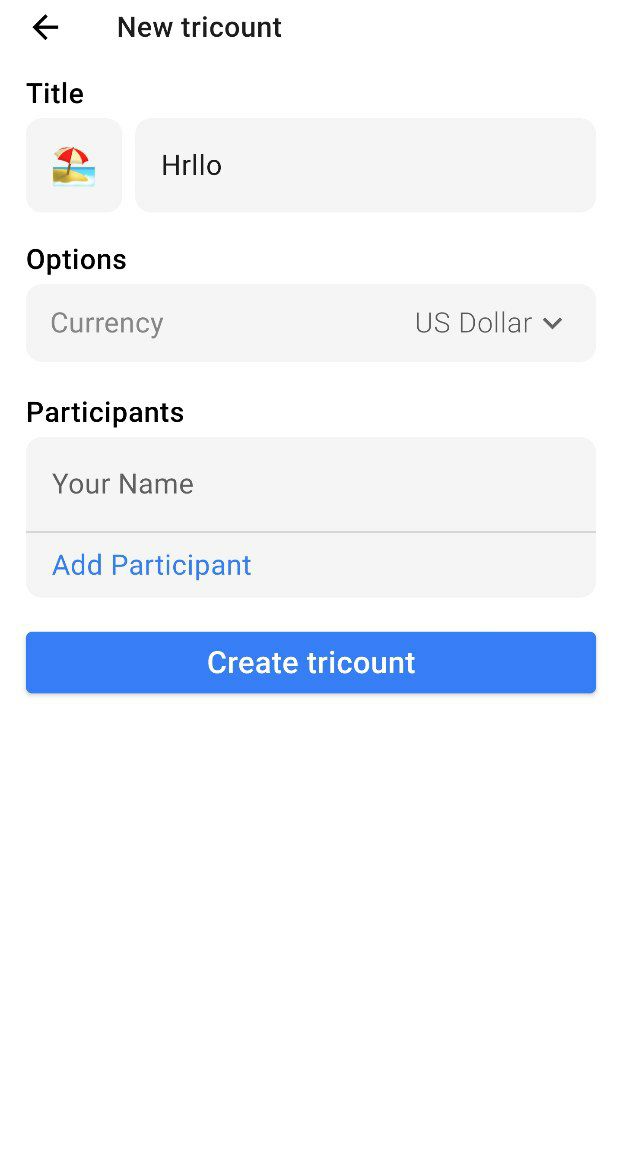 New tricount
Title
Hrllo
Options
Currency US Dollar
Participants
Your Name
Add Participant
Create tricount